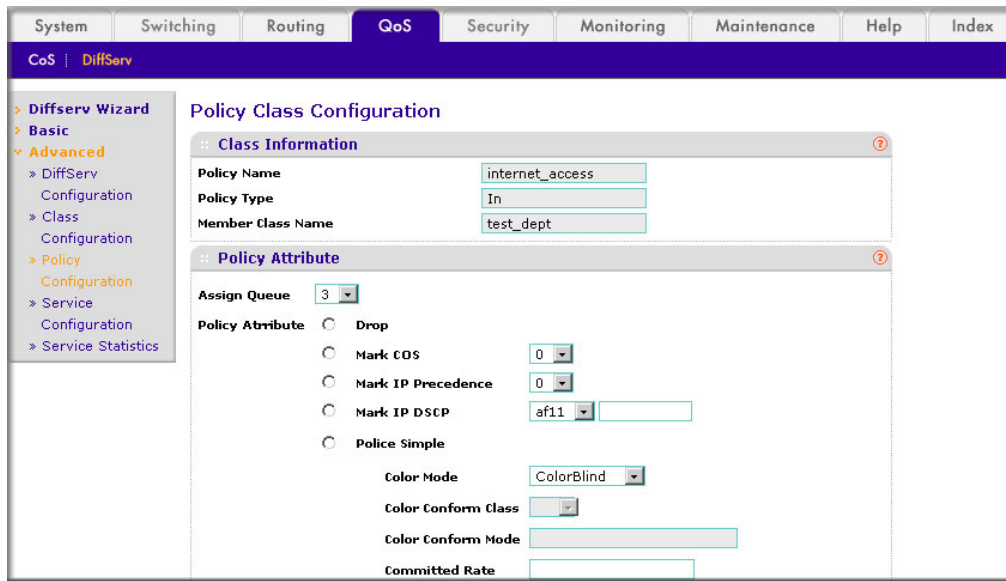 System Switching Routing QoS Security Monitoring Maintenance Help Index
CoS | DiffServ
Diffserv Wizard
Basic
Advanced
» DiffServ
Configuration
» Class
Configuration
» Policy
Configuration
» Service
Configuration
» Service Statistics
Policy Class Configuration
Class Information ?
Policy Name internet_access
Policy Type In
Member Class Name test_dept
Policy Attribute ?
Assign Queue 3
Policy Attribute Drop
Mark COS 0
Mark IP Precedence 0
Mark IP DSCP af11
Police Simple
Color Mode ColorBlind
Color Conform Class
Color Conform Mode
Committed Rate